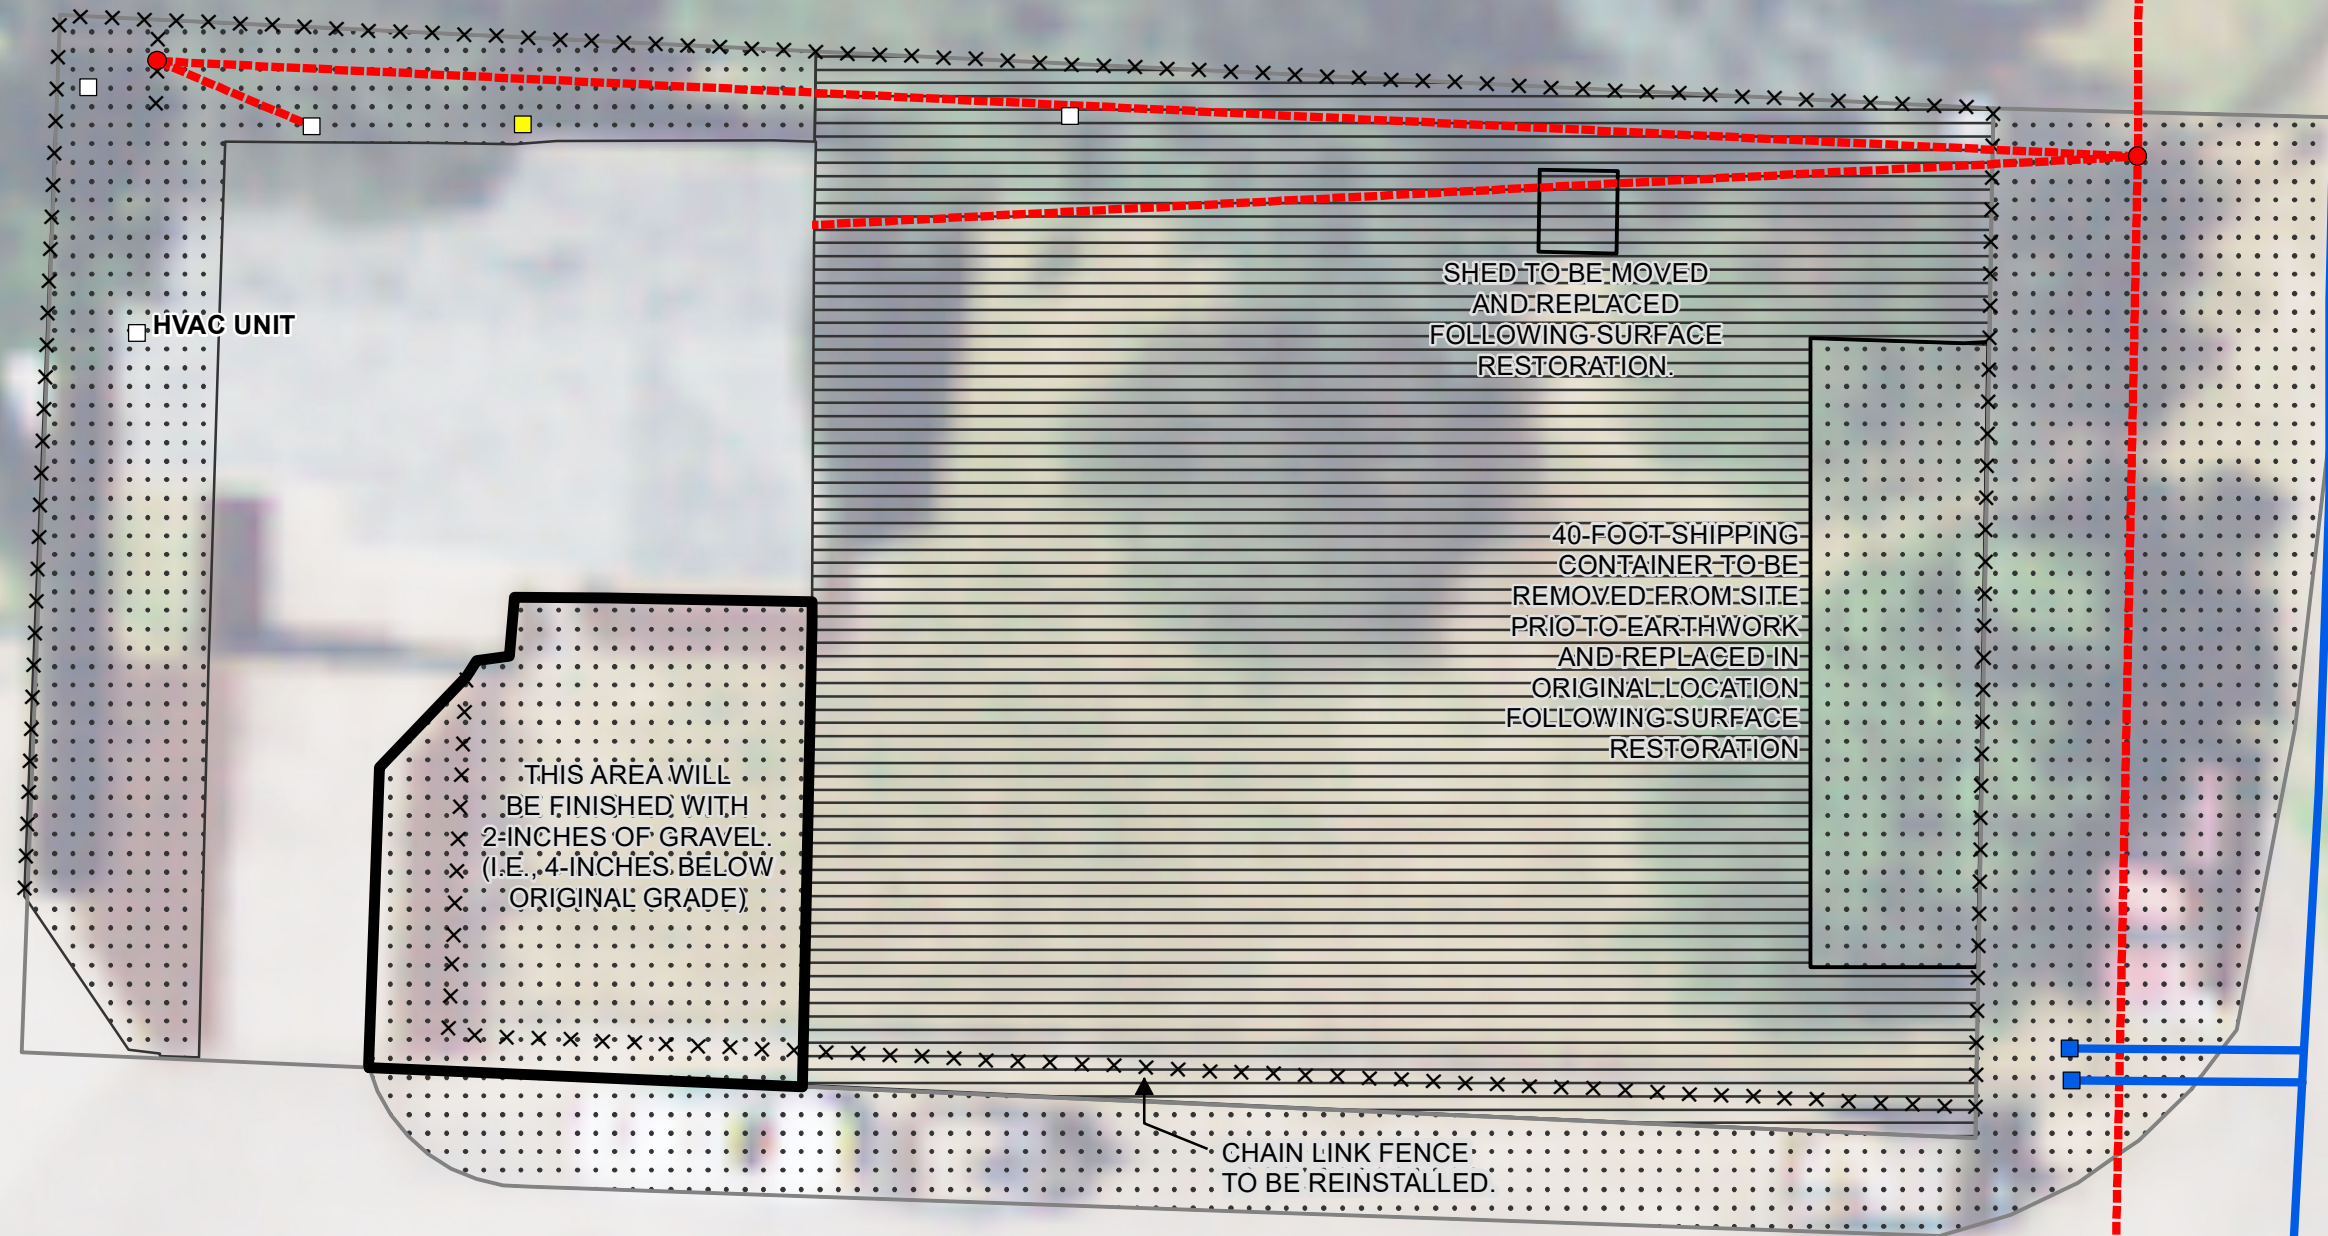 SHED TO BE MOVED
AND REPLACED
FOLLOWING SURFACE
RESTORATION.
HVAC UNIT
40-FOOT SHIPPING
CONTAINER TO BE
REMOVED FROM SITE
PRIO TO EARTHWORK
AND REPLACED IN
ORIGINAL LOCATION
FOLLOWING SURFACE
RESTORATION
THIS AREA WILL
BE FINISHED WITH
2-INCHES OF GRAVEL.
(I.E., 4-INCHES BELOW
ORIGINAL GRADE)
CHAIN LINK FENCE
TO BE REINSTALLED.